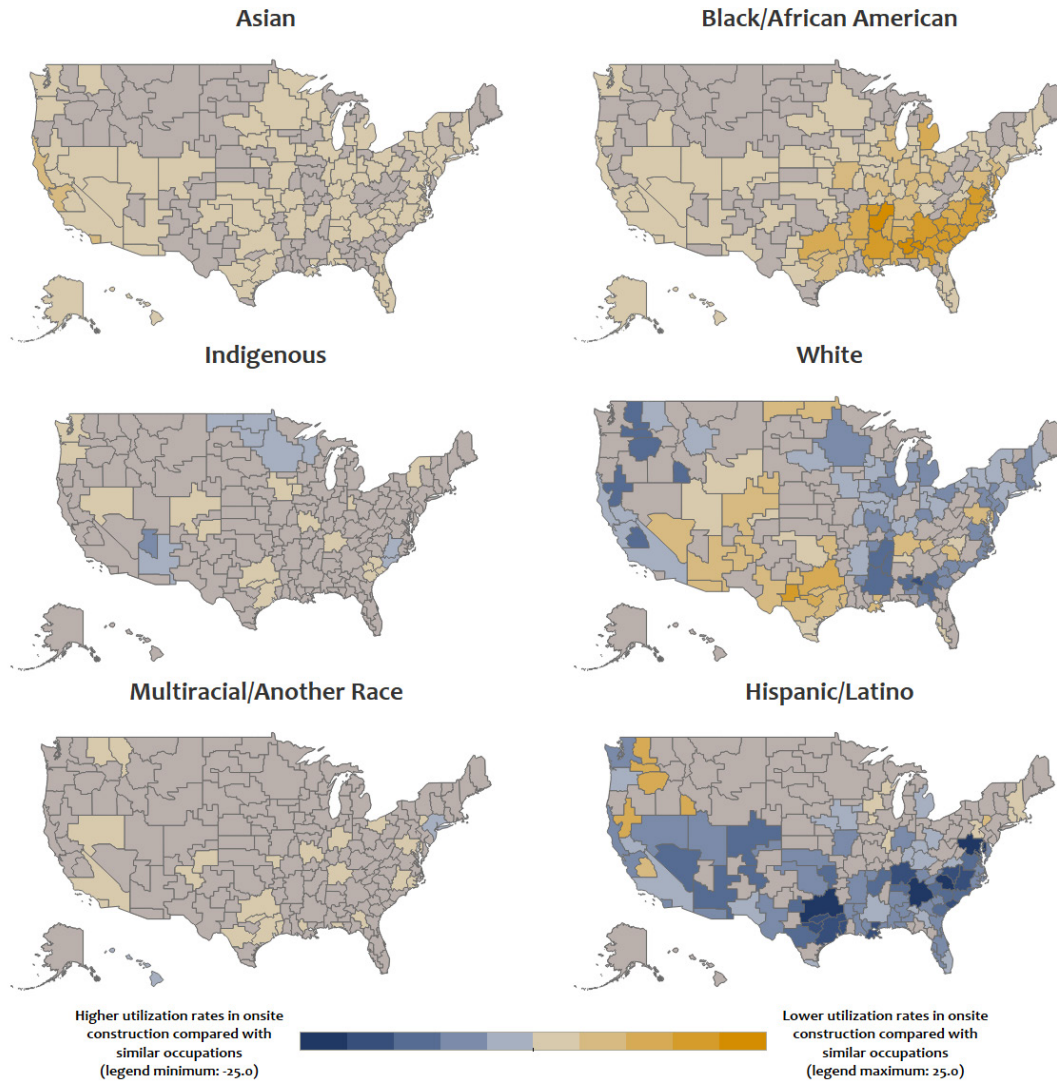 Asian
Black/African American
Indigenous
White
Multiracial/Another Race
Hispanic/Latino
Higher utilization rates in onsite
construction compared with
similar occupations
(legend minimum: -25.0)
Lower utilization rates in onsite
construction compared with
similar occupations
(legend maximum: 25.0)